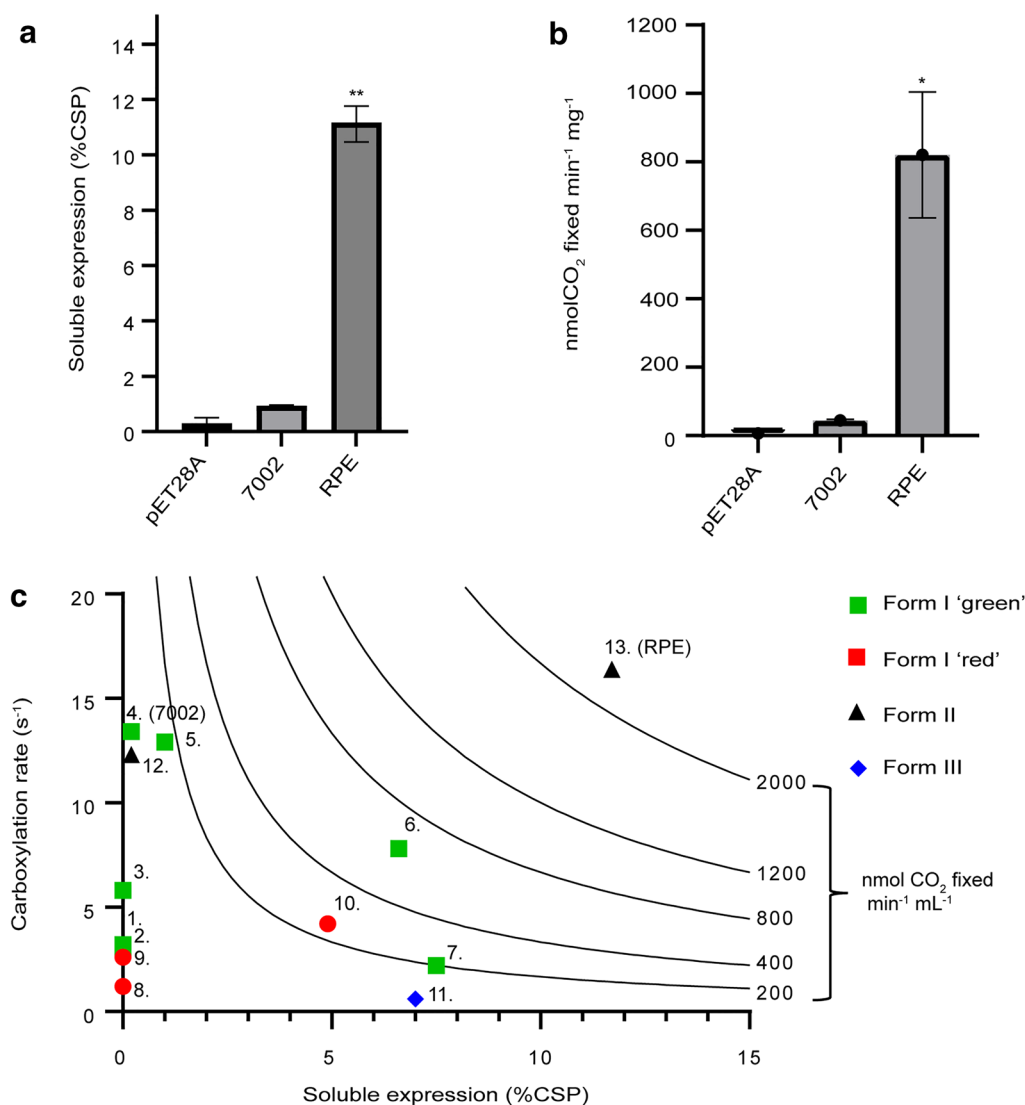 a
Soluble expression (%CSP)
14
12
10
8
6
4
2
0
**
pET28A
7002
RPE
b
nmolCO₂ fixed min⁻¹ mg⁻¹
1200
1000
800
600
400
200
0
*
pET28A
7002
RPE
c
Carboxylation rate (s⁻¹)
20
15
10
5
0
4. (7002)
5.
12.
3.
1.
2.
9.
8.
6.
10.
7.
11.
13. (RPE)
2000
1200
800
400
200
nmol CO₂ fixed
min⁻¹ mL⁻¹
0
5
10
15
Soluble expression (%CSP)
Form I ‘green’
Form I ‘red’
Form II
Form III